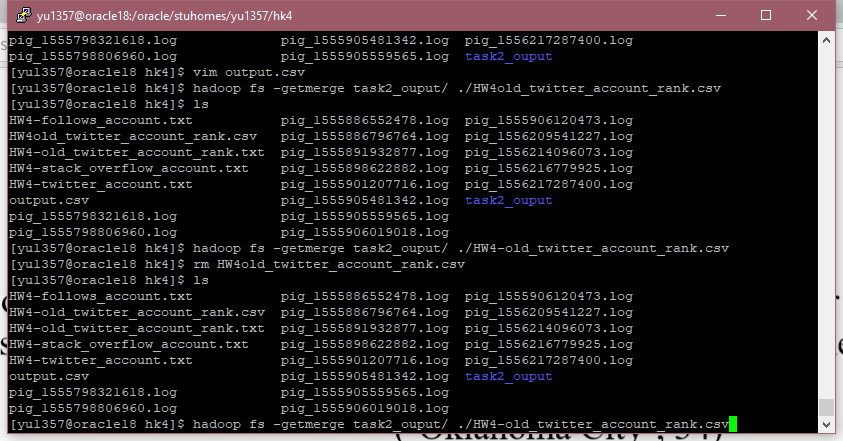 yu1357@oracle18:/oracle/stuhomes/yu1357/hk4
pig_1555798321618.log pig_1555905481342.log pig_1556217287400.log
pig_1555798806960.log pig_1555905559565.log task2_ouput
[yu1357@oracle18 hk4]$ vim output.csv
[yu1357@oracle18 hk4]$ hadoop fs -getmerge task2_ouput/ ./HW4old_twitter_account_rank.csv
[yu1357@oracle18 hk4]$ ls
HW4-follows_account.txt pig_1555886552478.log pig_1555906120473.log
HW4old_twitter_account_rank.csv pig_1555886796764.log pig_1556209541227.log
HW4-old_twitter_account_rank.txt pig_1555891932877.log pig_1556214096073.log
HW4-stack_overflow_account.txt pig_1555898622882.log pig_1556216779925.log
HW4-twitter_account.txt pig_1555901207716.log pig_1556217287400.log
output.csv pig_1555905481342.log task2_ouput
pig_1555798321618.log pig_1555905559565.log
pig_1555798806960.log pig_1555906019018.log
[yu1357@oracle18 hk4]$ hadoop fs -getmerge task2_ouput/ ./HW4-old_twitter_account_rank.csv
[yu1357@oracle18 hk4]$ rm HW4old_twitter_account_rank.csv
[yu1357@oracle18 hk4]$ ls
HW4-follows_account.txt pig_1555886552478.log pig_1555906120473.log
HW4-old_twitter_account_rank.csv pig_1555886796764.log pig_1556209541227.log
HW4-old_twitter_account_rank.txt pig_1555891932877.log pig_1556214096073.log
HW4-stack_overflow_account.txt pig_1555898622882.log pig_1556216779925.log
HW4-twitter_account.txt pig_1555901207716.log pig_1556217287400.log
output.csv pig_1555905481342.log task2_ouput
pig_1555798321618.log pig_1555905559565.log
pig_1555798806960.log pig_1555906019018.log
[yu1357@oracle18 hk4]$ hadoop fs -getmerge task2_ouput/ ./HW4-old_twitter_account_rank.csv